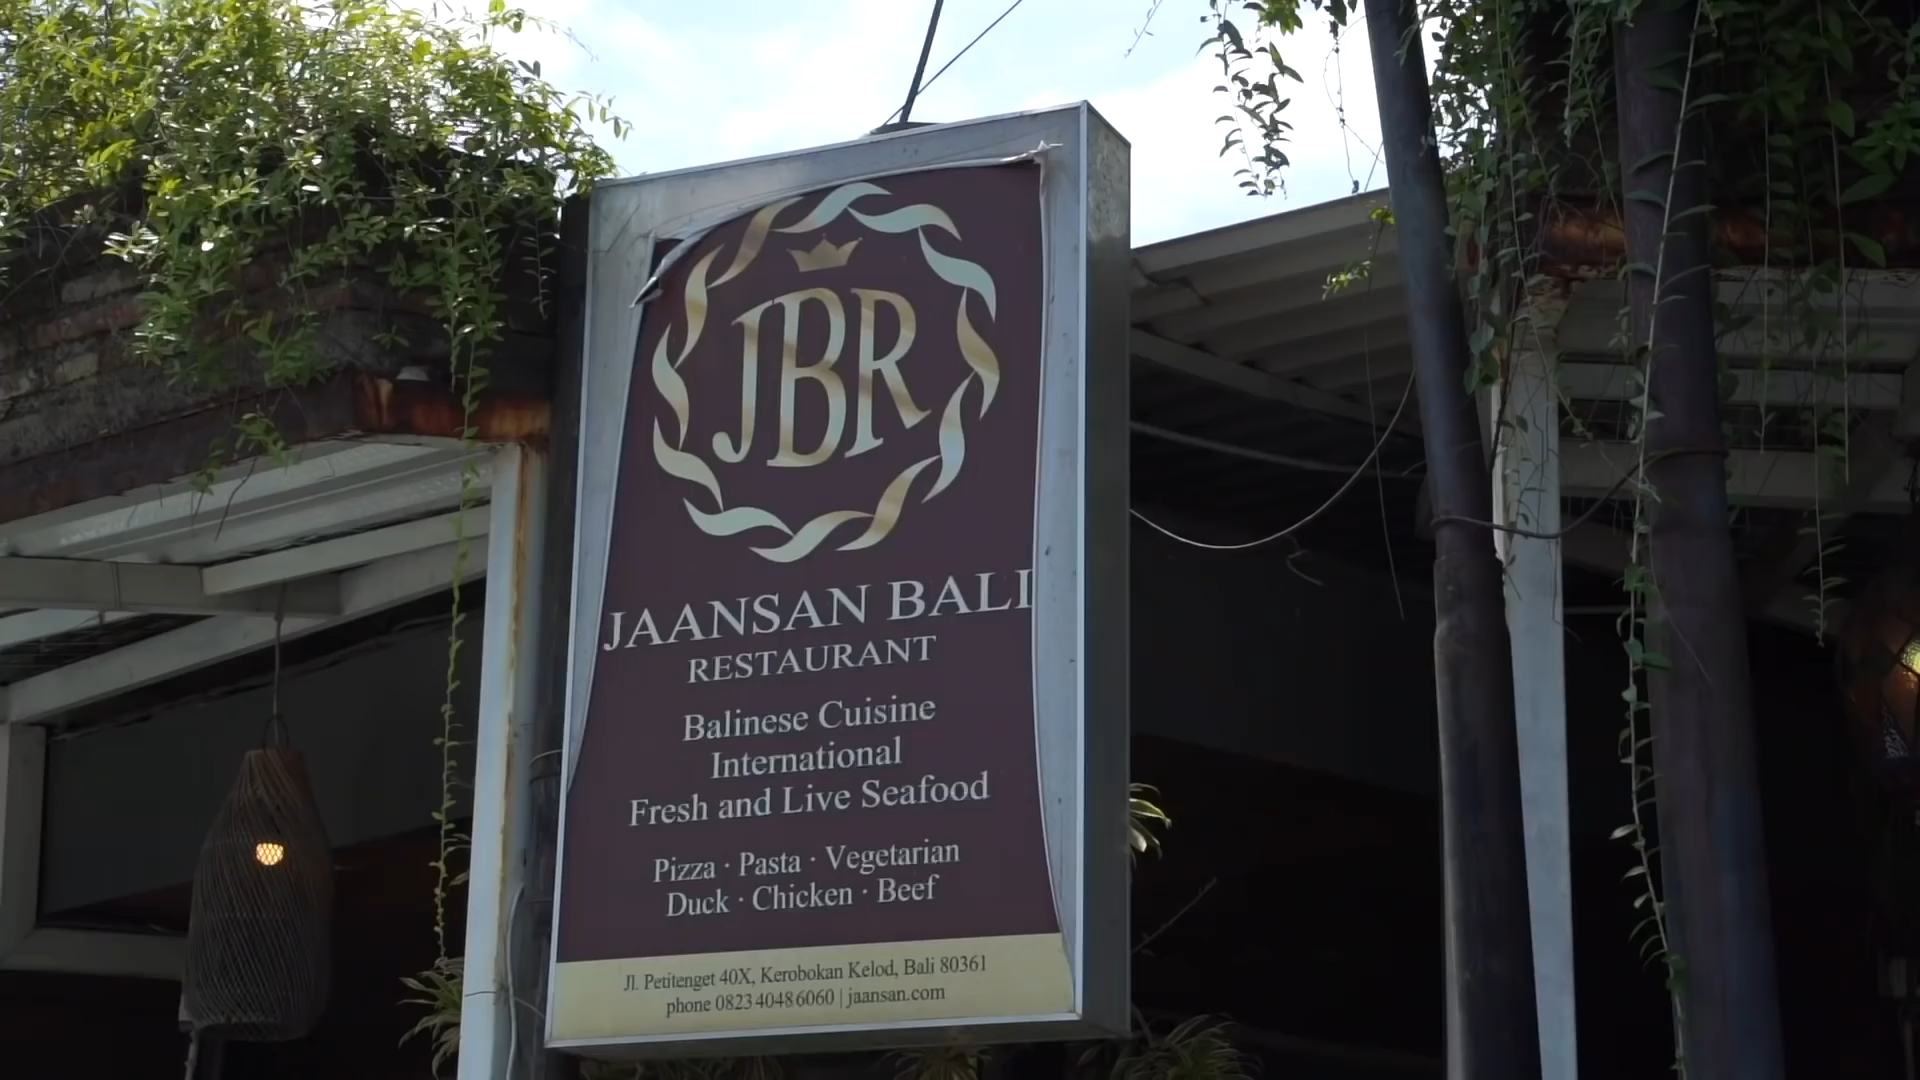 JBR
JAANSAN BALI
RESTAURANT
Balinese Cuisine
International
Fresh and Live Seafood
Pizza · Pasta · Vegetarian
Duck · Chicken · Beef
Jl. Petitenget 40X, Kerobokan Kelod, Bali 80361
phone 0823 4048 6060 | jaansan.com